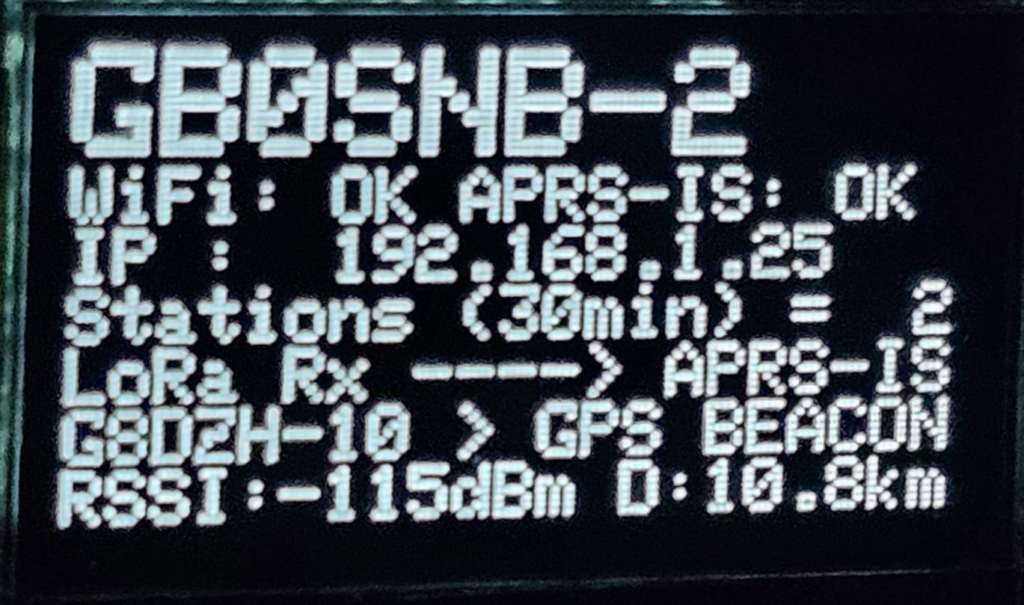 GB0SNB-2
WiFi: OK APRS-IS: OK
IP : 192.168.1.25
Stations (30min) = 2
LoRa Rx ----> APRS-IS
G8DZH-10 > GPS BEACON
RSSI:-115dBm D:10.8km